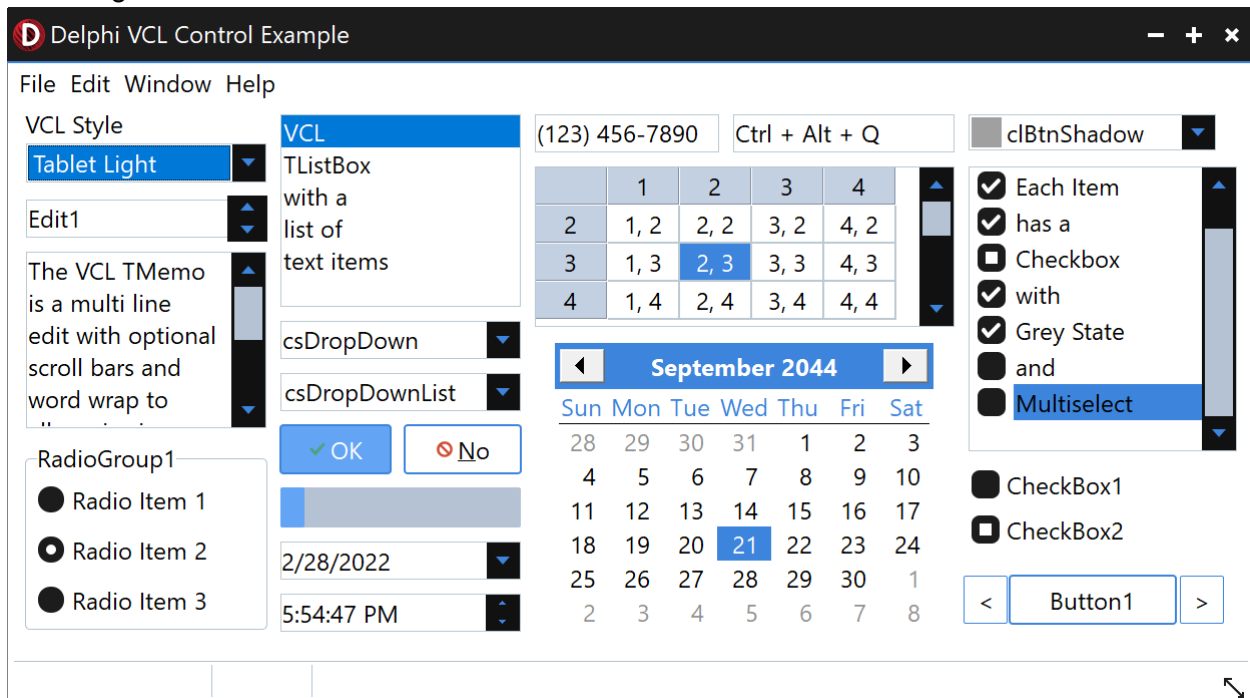 Delphi VCL Control Example
File Edit Window Help
VCL Style
Tablet Light
Edit1
The VCL TMemo
is a multi line
edit with optional
scroll bars and
word wrap to
RadioGroup1
Radio Item 1
Radio Item 2
Radio Item 3
VCL
TListBox
with a
list of
text items
csDropDown
csDropDownList
OK
No
2/28/2022
5:54:47 PM
(123) 456-7890
Ctrl + Alt + Q
1 2 3 4
2 1, 2 2, 2 3, 2 4, 2
3 1, 3 2, 3 3, 3 4, 3
4 1, 4 2, 4 3, 4 4, 4
September 2044
Sun Mon Tue Wed Thu Fri Sat
28 29 30 31 1 2 3
4 5 6 7 8 9 10
11 12 13 14 15 16 17
18 19 20 21 22 23 24
25 26 27 28 29 30 1
2 3 4 5 6 7 8
clBtnShadow
Each Item
has a
Checkbox
with
Grey State
and
Multiselect
CheckBox1
CheckBox2
< Button1 >